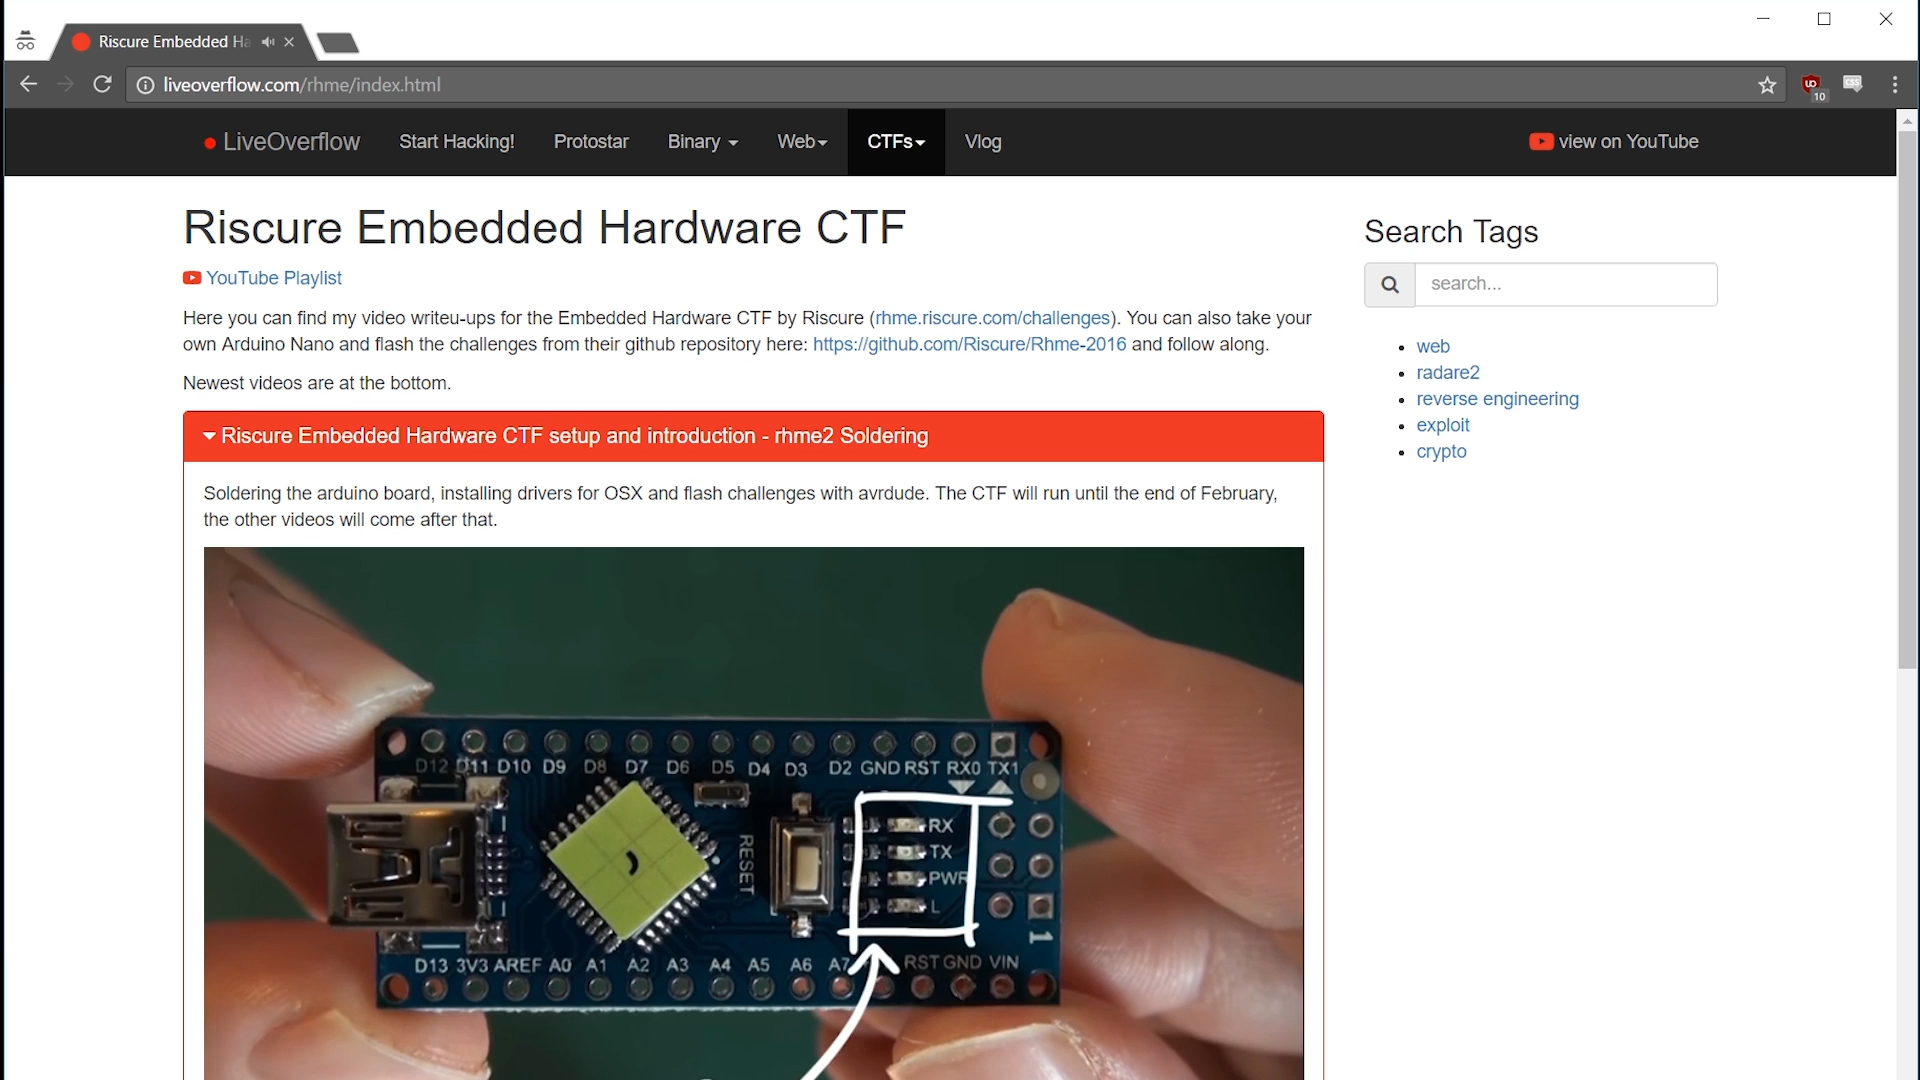 Riscure Embedded Ha
liveoverflow.com/rhme/index.html
10
CSS
LiveOverflow Start Hacking! Protostar Binary Web CTFs Vlog view on YouTube
Riscure Embedded Hardware CTF
YouTube Playlist
Here you can find my video writeu-ups for the Embedded Hardware CTF by Riscure (rhme.riscure.com/challenges). You can also take your
own Arduino Nano and flash the challenges from their github repository here: https://github.com/Riscure/Rhme-2016 and follow along.
Newest videos are at the bottom.
Riscure Embedded Hardware CTF setup and introduction - rhme2 Soldering
Soldering the arduino board, installing drivers for OSX and flash challenges with avrdude. The CTF will run until the end of February,
the other videos will come after that.
D12 D11 D10 D9 D8 D7 D6 D5 D4 D3 D2 GND RST RX0 TX1
RX
TX
PWR
L
RESET
1
D13 3V3 AREF A0 A1 A2 A3 A4 A5 A6 A7 RST GND VIN
Search Tags
search...
web
radare2
reverse engineering
exploit
crypto